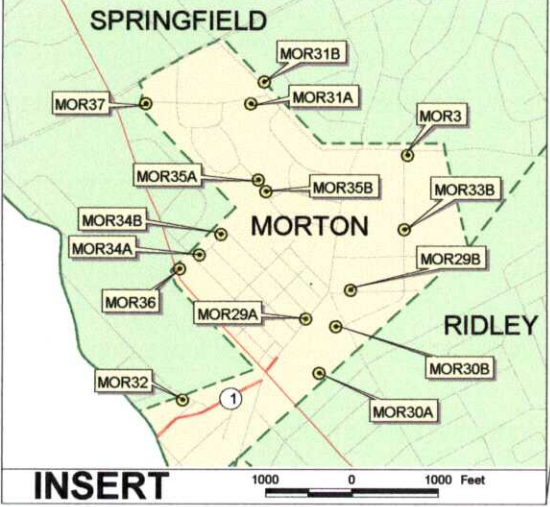 SPRINGFIELD
MOR31B
MOR37
MOR31A
MOR3
MOR35A
MOR35B
MOR33B
MOR34B
MORTON
MOR34A
MOR29B
MOR36
MOR29A
RIDLEY
MOR30B
MOR32
1
MOR30A
INSERT
1000 0 1000 Feet